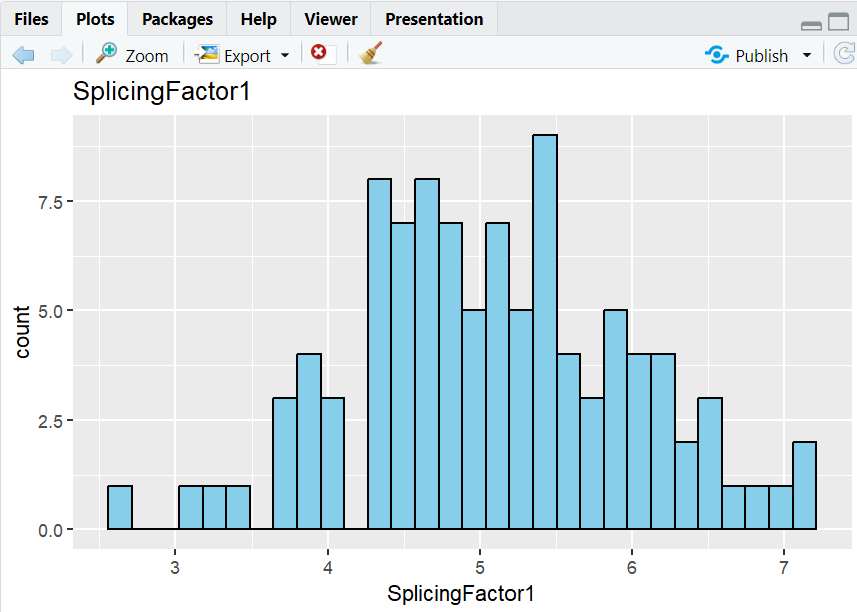 Files Plots Packages Help Viewer Presentation
Zoom Export Publish
SplicingFactor1
7.5
5.0
2.5
0.0
count
3 4 5 6 7
SplicingFactor1